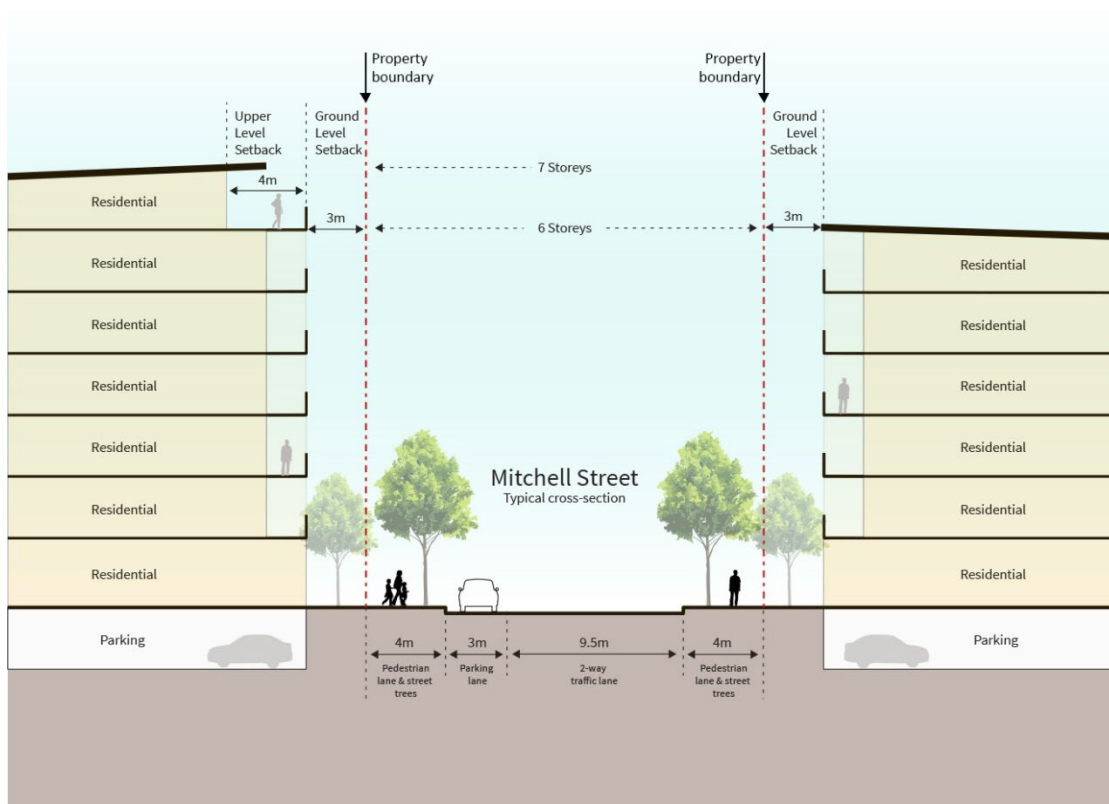 Property
boundary
Property
boundary
Upper
Level
Setback
Ground
Level
Setback
Ground
Level
Setback
7 Storeys
4m
Residential
3m
6 Storeys
3m
Residential
Residential
Residential
Residential
Residential
Residential
Residential
Residential
Mitchell Street
Typical cross-section
Residential
Residential
Residential
Residential
Parking
4m
3m
9.5m
4m
Parking
Pedestrian
lane & street
trees
Parking
lane
2-way
traffic lane
Pedestrian
lane & street
trees